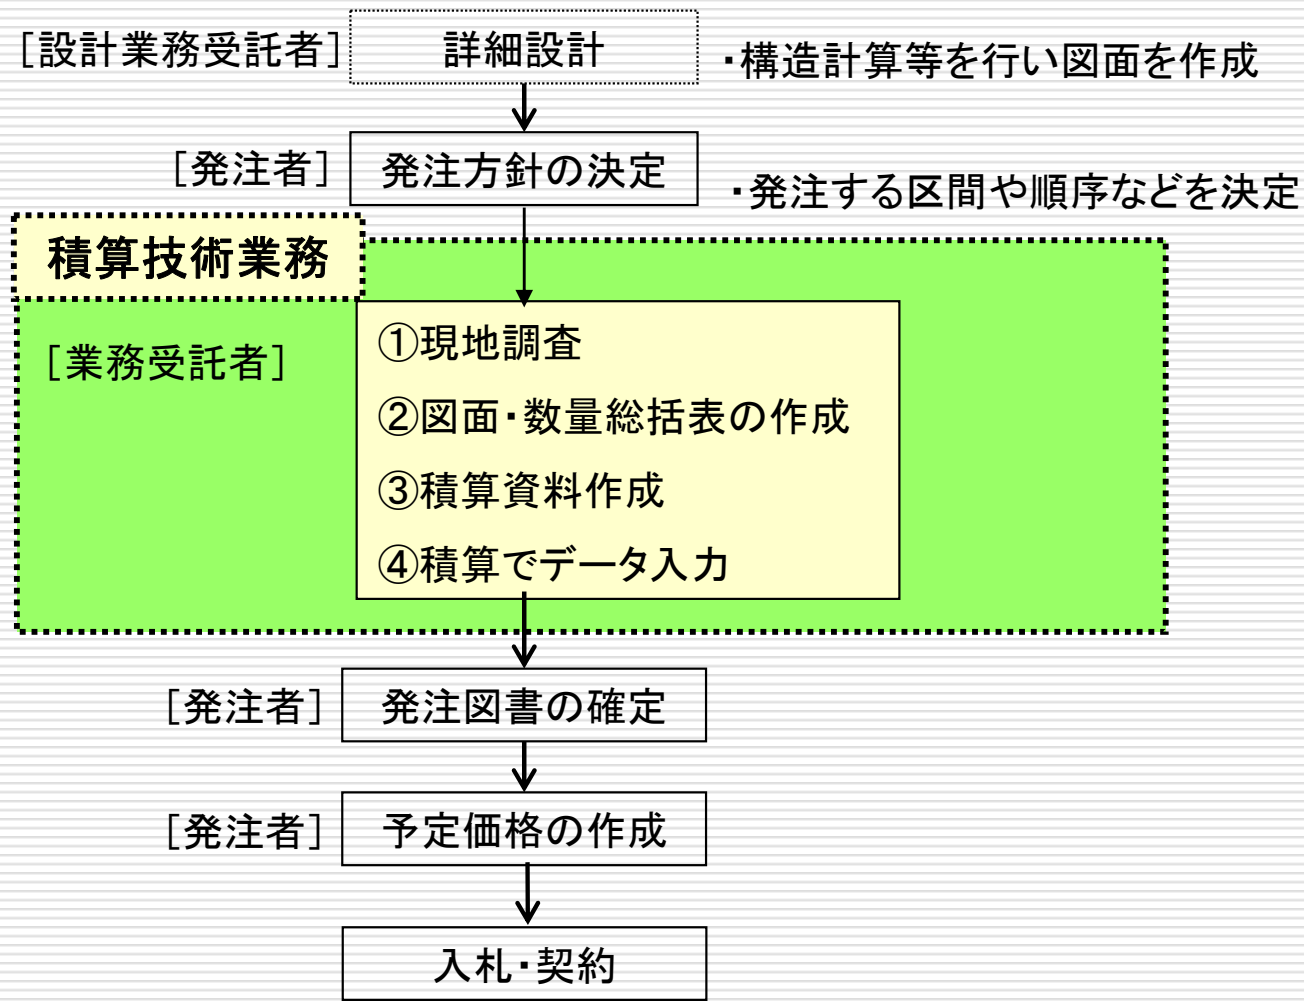 ［設計業務受託者］ 詳細設計
・構造計算等を行い図面を作成
［発注者］ 発注方針の決定
・発注する区間や順序などを決定
積算技術業務
［業務受託者］
①現地調査
②図面・数量総括表の作成
③積算資料作成
④積算でデータ入力
［発注者］ 発注図書の確定
［発注者］ 予定価格の作成
入札・契約